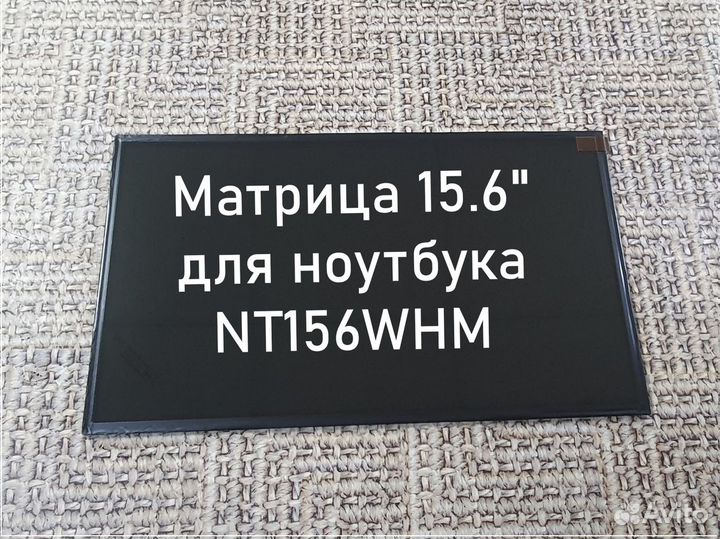 Матрица 15.6"
для ноутбука
NT156WHM
Avito